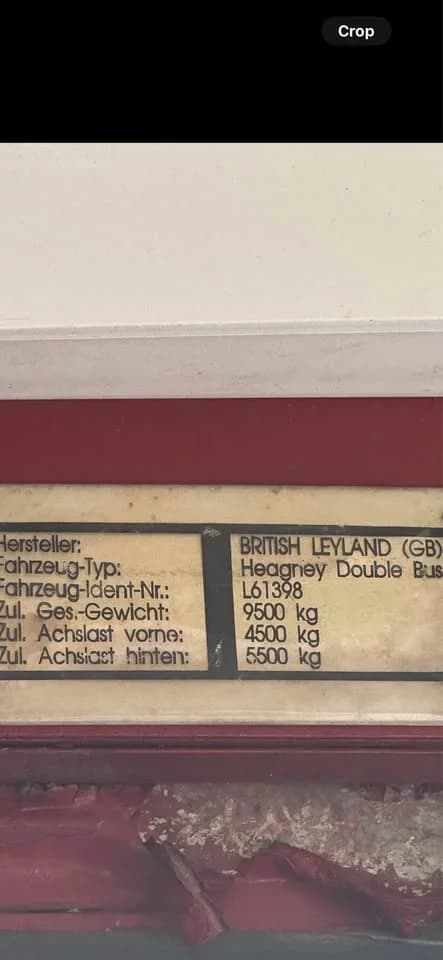 Crop
Hersteller: BRITISH LEYLAND (GB)
Fahrzeug-Typ: Heagriey Double Bus
Fahrzeug-Ident-Nr.: L61398
Zul. Ges.-Gewicht: 9500 kg
Zul. Achslast vorne: 4500 kg
Zul. Achslast hinten: 5500 kg